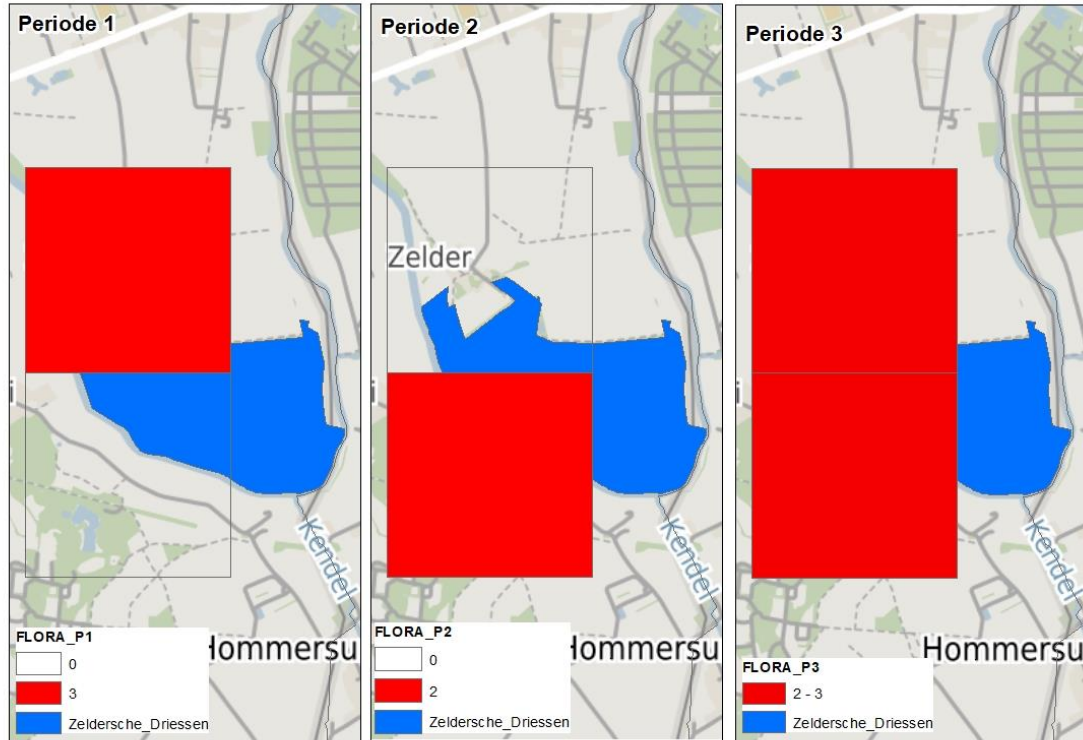 Periode 1
Kendel
Hommersu
FLORA_P1
0
3
Zeldersche_Driessen
Periode 2
Zelder
Kendel
Hommersu
FLORA_P2
0
2
Zeldersche_Driessen
Periode 3
Kendel
Hommersu
FLORA_P3
2 - 3
Zeldersche_Driessen